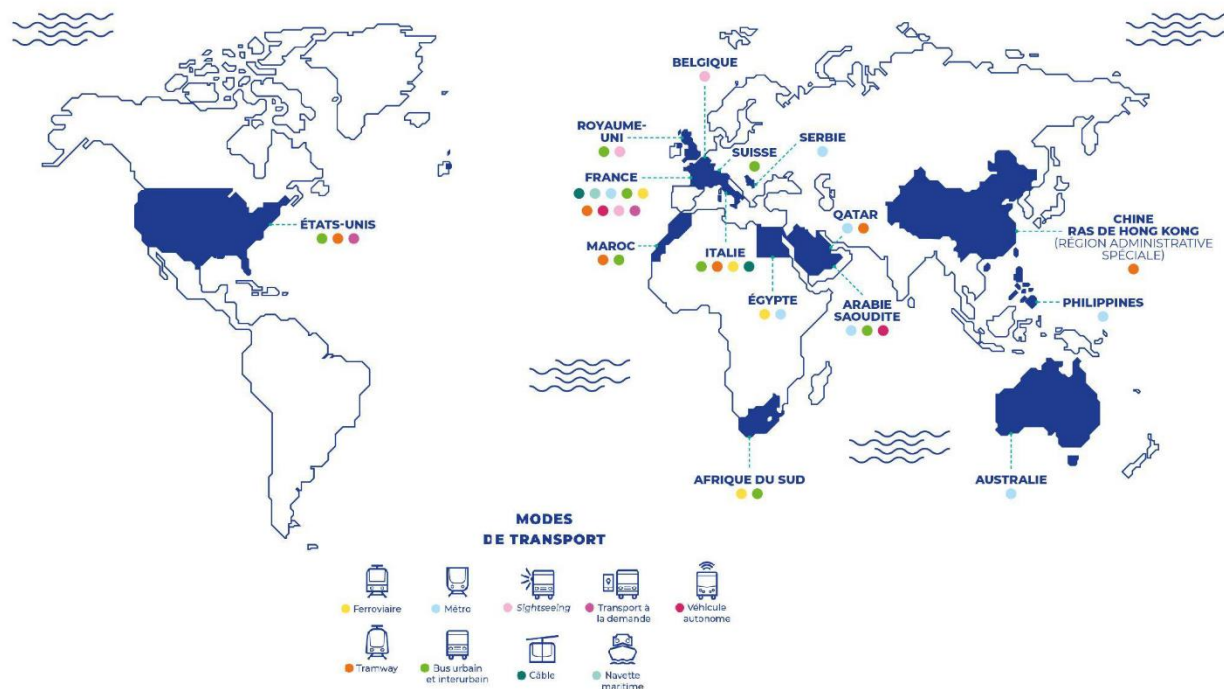 BELGIQUE
ROYAUME-
UNI
SERBIE
SUISSE
FRANCE
QATAR
ÉTATS-UNIS
CHINE
RAS DE HONG KONG
(RÉGION ADMINISTRATIVE
SPÉCIALE)
MAROC
ITALIE
ÉGYPTE
ARABIE
SAOUDITE
PHILIPPINES
AFRIQUE DU SUD
AUSTRALIE
MODES
DE TRANSPORT
Ferroviaire
Métro
Sightseeing
Transport à
la demande
Véhicule
autonome
Tramway
Bus urbain
et interurbain
Câble
Navette
maritime